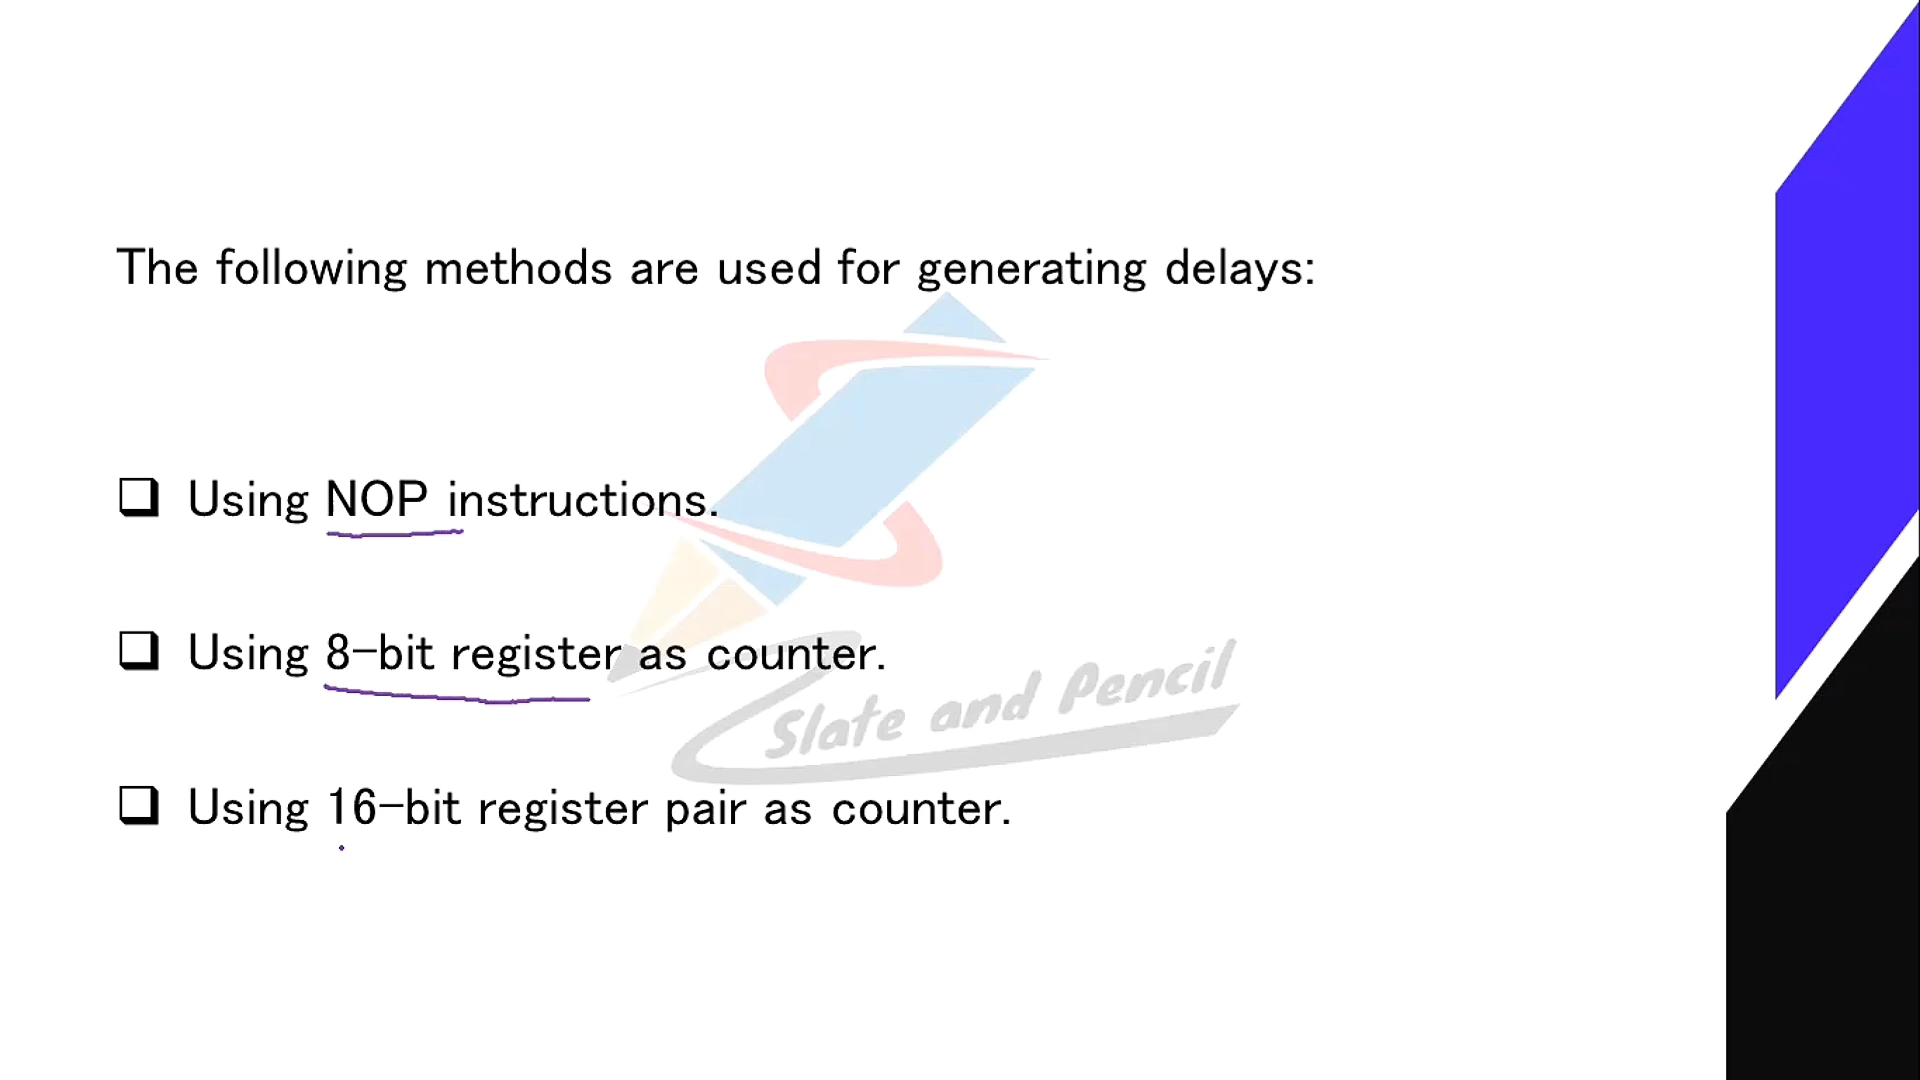 The following methods are used for generating delays:
Using NOP instructions.
Using 8-bit register as counter.
Slate and Pencil
Using 16-bit register pair as counter.